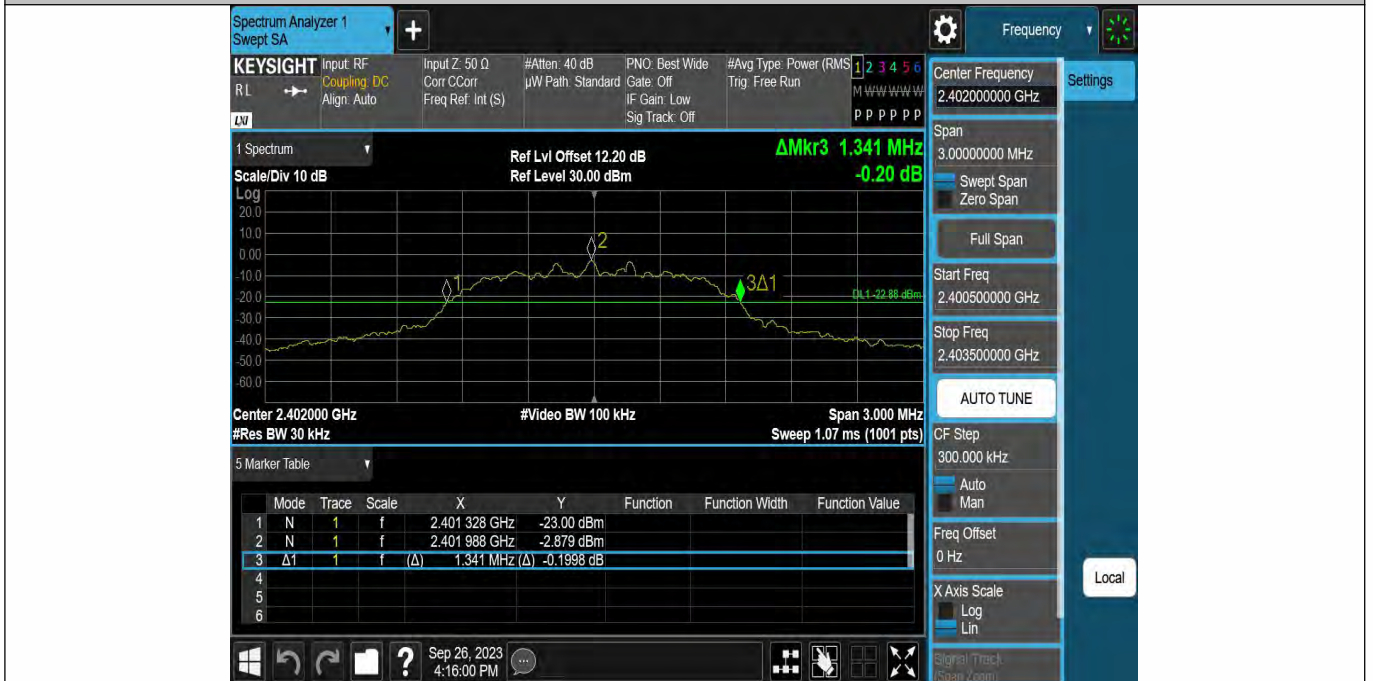 Spectrum Analyzer 1
Swept SA
+
Frequency
KEYSIGHT Input: RF Input Z: 50 Ω #Atten: 40 dB PNO: Best Wide #Avg Type: Power (RMS 1 2 3 4 5 6
RL Coupling: DC Corr CCorr µW Path: Standard Gate: Off Trig: Free Run M W W W W W
Align: Auto Freq Ref: Int (S) IF Gain: Low
LXI Sig Track: Off P P P P P P
1 Spectrum
Ref Lvl Offset 12.20 dB ΔMkr3 1.341 MHz
Scale/Div 10 dB Ref Level 30.00 dBm -0.20 dB
Log
20.0
10.0
0.00
-10.0
-20.0
-30.0
-40.0
-50.0
-60.0
1
2
3Δ1
DL1 -22.88 dBm
Center 2.402000 GHz #Video BW 100 kHz Span 3.000 MHz
#Res BW 30 kHz Sweep 1.07 ms (1001 pts)
5 Marker Table
Mode Trace Scale X Y Function Function Width Function Value
1 N 1 f 2.401 328 GHz -23.00 dBm
2 N 1 f 2.401 988 GHz -2.879 dBm
3 Δ1 1 f (Δ) 1.341 MHz (Δ) -0.1998 dB
4
5
6
? Sep 26, 2023
4:16:00 PM
Center Frequency
2.402000000 GHz
Settings
Span
3.00000000 MHz
Swept Span
Zero Span
Full Span
Start Freq
2.400500000 GHz
Stop Freq
2.403500000 GHz
AUTO TUNE
CF Step
300.000 kHz
Auto
Man
Freq Offset
0 Hz
X Axis Scale
Log
Lin
Signal Track
(Span Zoom)
Local